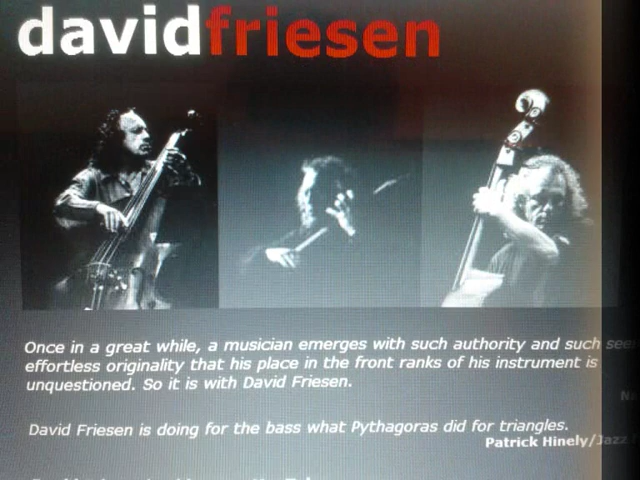 davidfriesen
Once in a great while, a musician emerges with such authority and such
effortless originality that his place in the front ranks of his instrument is
unquestioned. So it is with David Friesen.
David Friesen is doing for the bass what Pythagoras did for triangles.
Patrick Hinely/Jazz